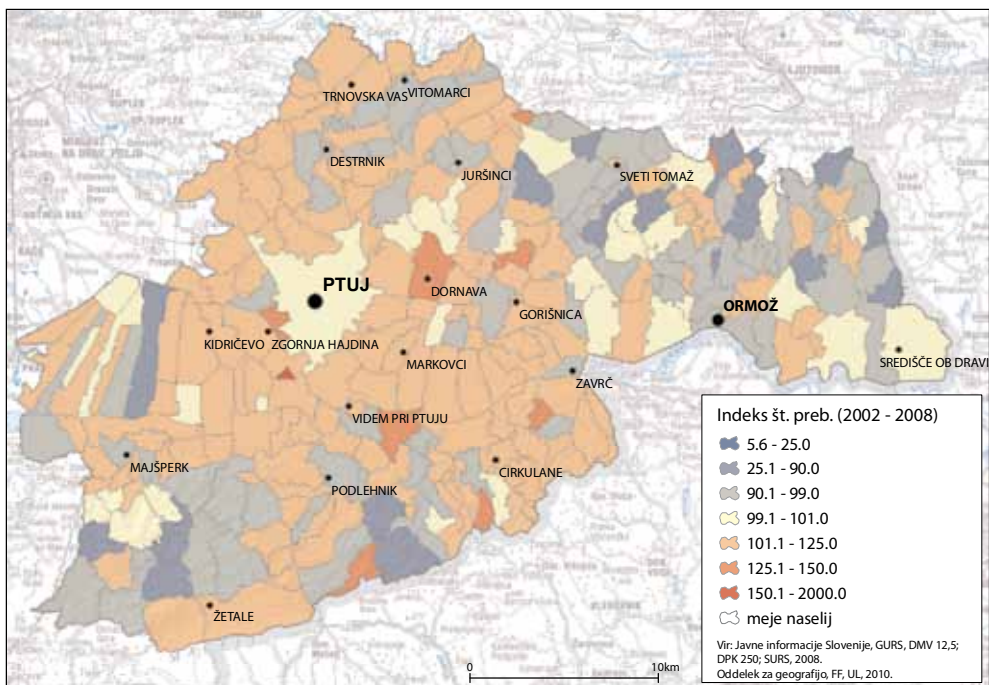 TRNOVSKA VAS
VITOMARCI
DESTRNIK
JURŠINCI
SVETI TOMAŽ
PTUJ
DORNAVA
GORIŠNICA
ORMOŽ
KIDRIČEVO
ZGORNJA HAJDINA
MARKOVCI
SREDIŠČE OB DRAVI
ZAVRČ
VIDEM PRI PTUJU
MAJŠPERK
CIRKULANE
PODLEHNIK
ŽETALE
0 10km
Indeks št. preb. (2002 - 2008)
5.6 - 25.0
25.1 - 90.0
90.1 - 99.0
99.1 - 101.0
101.1 - 125.0
125.1 - 150.0
150.1 - 2000.0
meje naselij
Vir: Javne informacije Slovenije, GURS, DMV 12,5;
DPK 250; SURS, 2008.
Oddelek za geografijo, FF, UL, 2010.